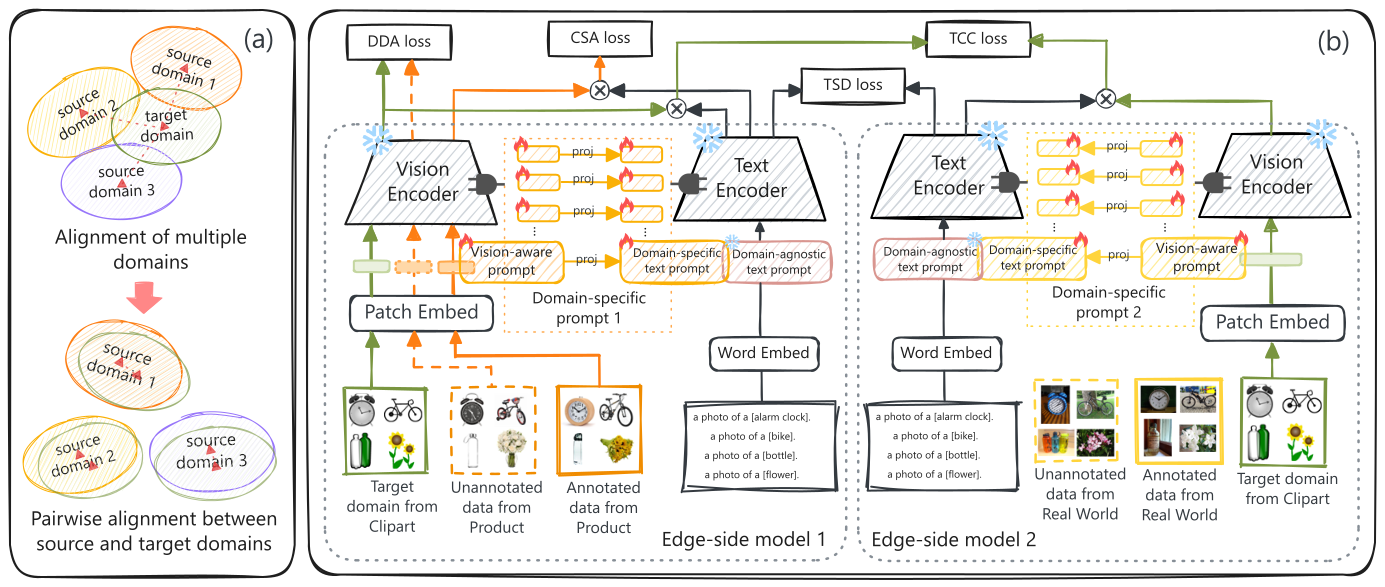 (a)
source
domain 1
source
domain 2
target
domain
source
domain 3
Alignment of multiple
domains
source
domain 1
source
domain 2
source
domain 3
Pairwise alignment between
source and target domains
(b)
DDA loss
CSA loss
TCC loss
TSD loss
Vision
Encoder
proj
proj
proj
Text
Encoder
Vision-aware
prompt
proj
Domain-specific
text prompt
Domain-agnostic
text prompt
Domain-specific
prompt 1
Patch Embed
Word Embed
a photo of a [alarm clock].
a photo of a [bike].
a photo of a [bottle].
a photo of a [flower].
Target
domain from
Clipart
Unannotated
data from
Product
Annotated
data from
Product
Edge-side model 1
Text
Encoder
proj
proj
proj
Vision
Encoder
Domain-agnostic
text prompt
Domain-specific
text prompt
proj
Vision-aware
prompt
Domain-specific
prompt 2
Patch Embed
Word Embed
a photo of a [alarm clock].
a photo of a [bike].
a photo of a [bottle].
a photo of a [flower].
Unannotated
data from
Real World
Annotated
data from
Real World
Target domain
from Clipart
Edge-side model 2